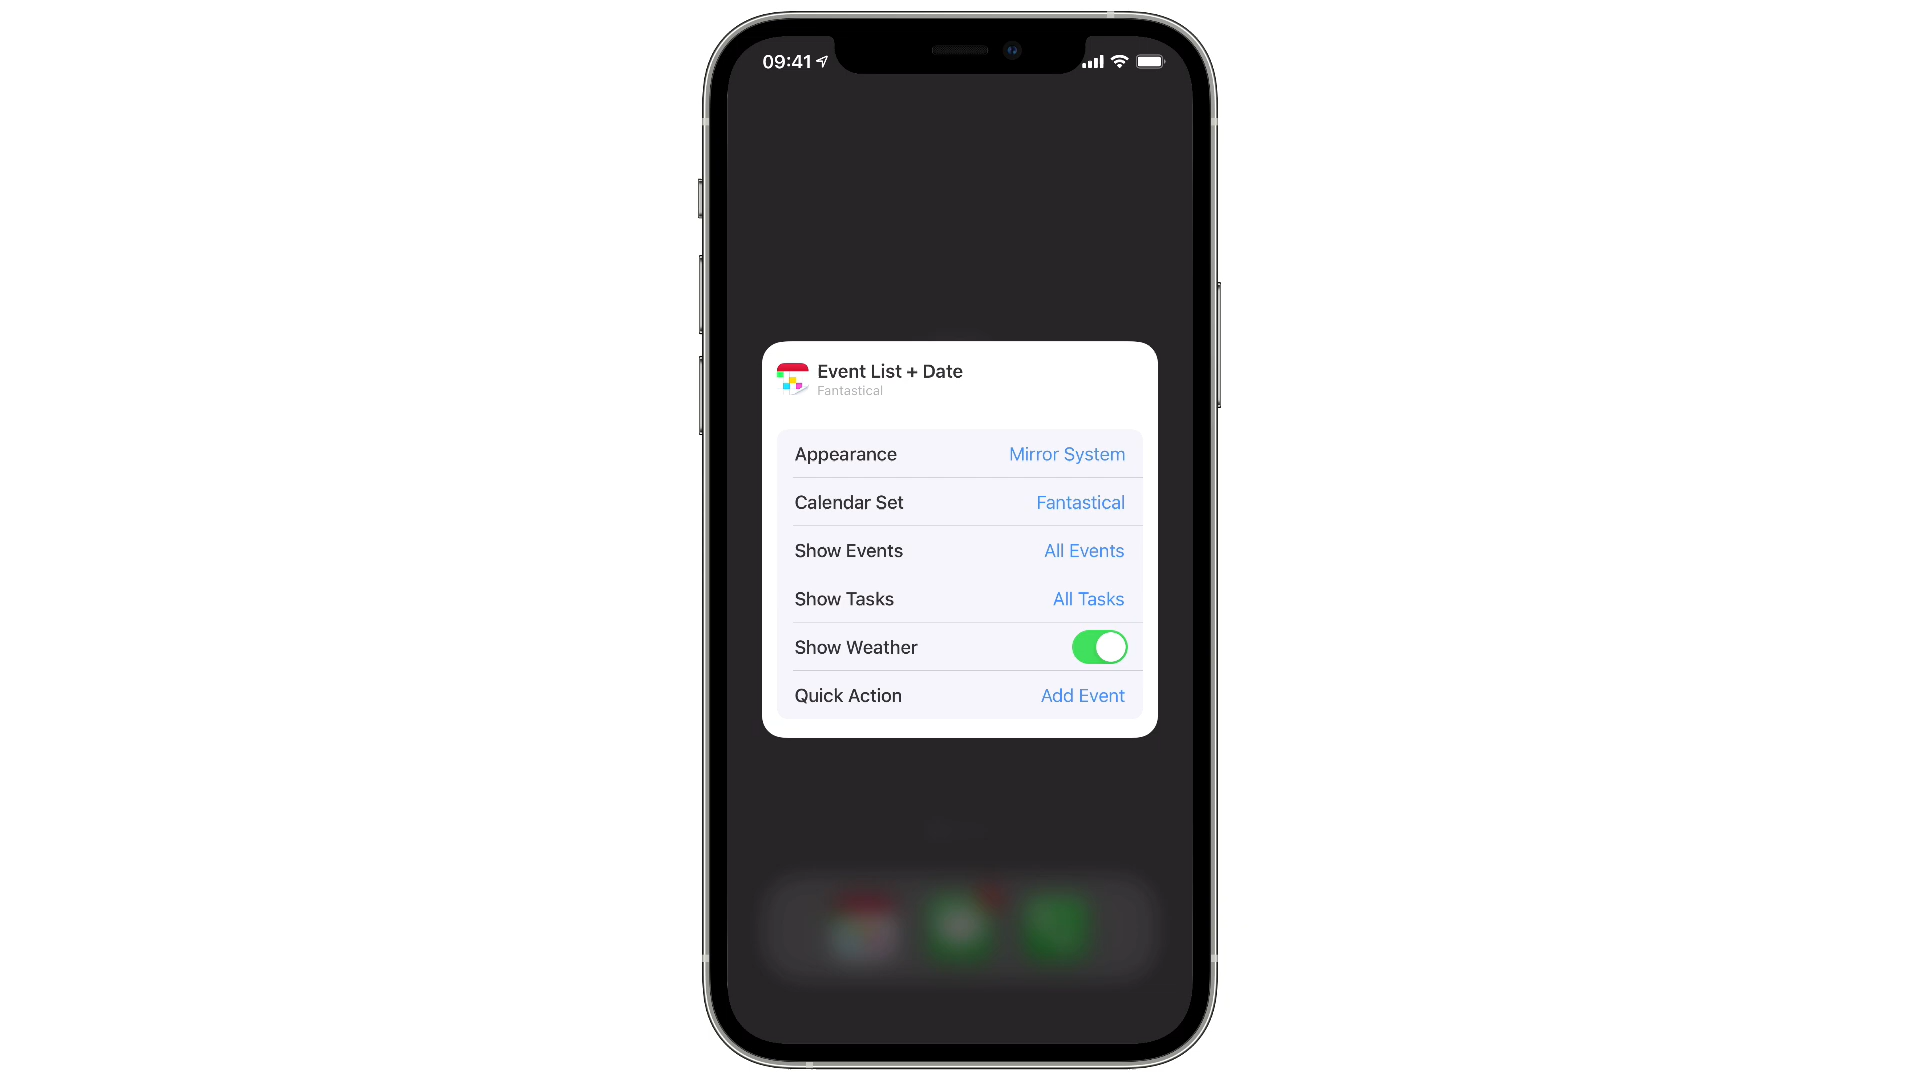 09:41
Event List + Date
Fantastical
Appearance Mirror System
Calendar Set Fantastical
Show Events All Events
Show Tasks All Tasks
Show Weather
Quick Action Add Event